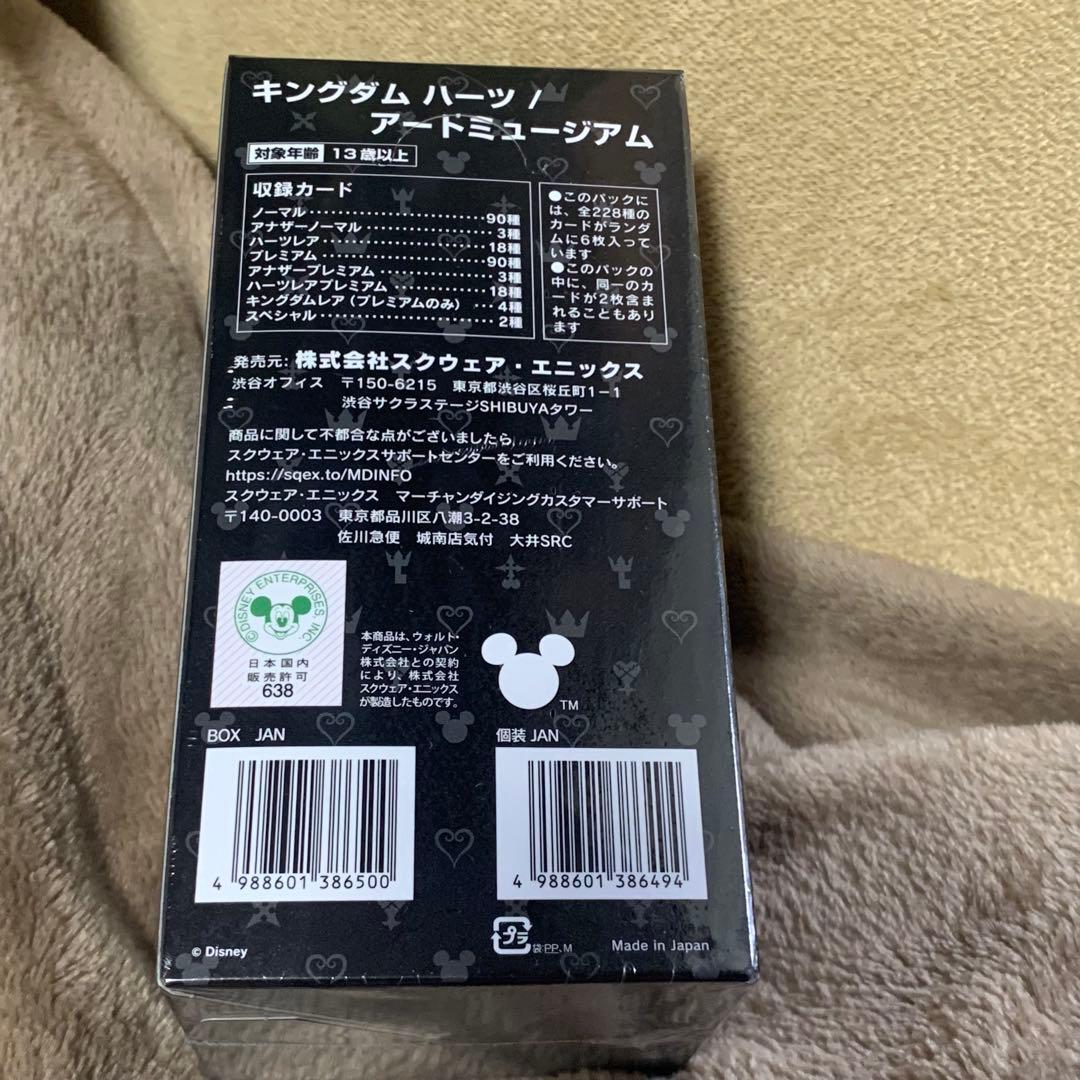 キングダム ハーツ /
アートミュージアム
対象年齢 13歳以上
収録カード
ノーマル 90種
アナザーノーマル 3種
ハーツレア 18種
プレミアム 90種
アナザープレミアム 3種
ハーツレアプレミアム 18種
キングダムレア(プレミアムのみ) 4種
スペシャル 2種
●このパックに
は、全228種の
カードがランダ
ムに6枚入って
います
●このパックの
中に、同一のカ
ードが2枚含ま
れることもあり
ます
発売元: 株式会社スクウェア・エニックス
渋谷オフィス 〒150-6215 東京都渋谷区桜丘町1-1
渋谷サクラステージSHIBUYAタワー
商品に関して不都合な点がございましたら
スクウェア・エニックスサポートセンターをご利用ください。
https://sqex.to/MDINFO
スクウェア・エニックス マーチャンダイジングカスタマーサポート
〒140-0003 東京都品川区八潮3-2-38
佐川急便 城南店気付 大井SRC
©DISNEY ENTERPRISES, INC.
日本国内
販売許可
638
本商品は、ウォルト・
ディズニー・ジャパン
株式会社との契約
により、株式会社
スクウェア・エニックス
が製造したものです。
TM
BOX JAN
個装 JAN
4 988601 386500
4 988601 386494
プラ
袋:PP、M
Made in Japan
© Disney